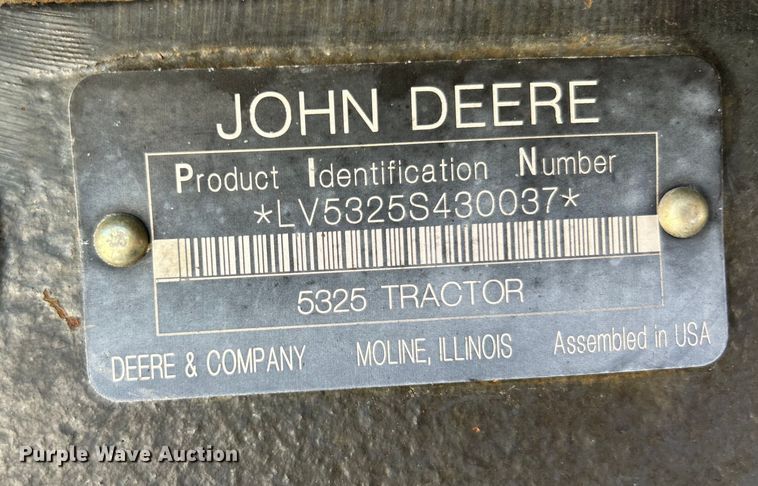 JOHN DEERE
Product Identification Number
*LV5325S430037*
5325 TRACTOR
DEERE & COMPANY MOLINE, ILLINOIS Assembled in USA
Purple Wave Auction